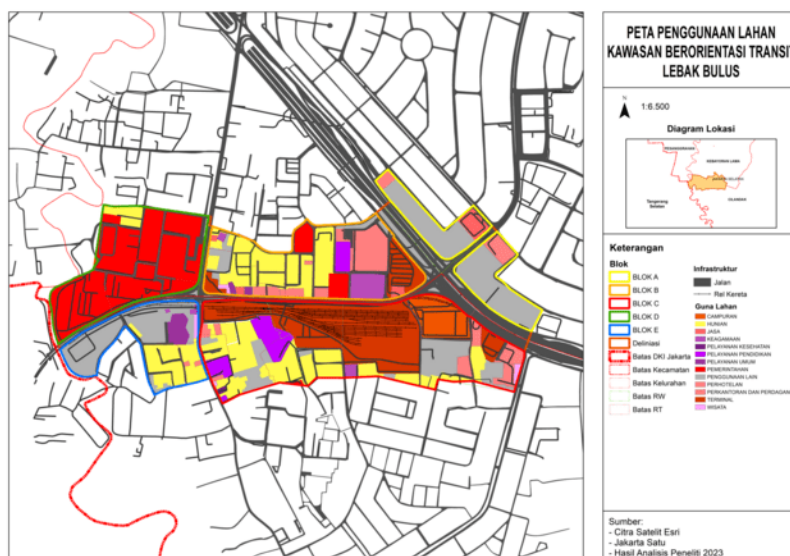 PETA PENGGUNAAN LAHAN
KAWASAN BERORIENTASI TRANSIT
LEBAK BULUS
N
1:6.500
Diagram Lokasi
Tangerang
Selatan
Keterangan
Blok
BLOK A
BLOK B
BLOK C
BLOK D
BLOK E
Deliniasi
Batas DKI Jakarta
Batas Kecamatan
Batas Kelurahan
Batas RW
Batas RT
Infrastruktur
Jalan
Rel Kereta
Guna Lahan
CAMPURAN
HUNIAN
JASA
KEAGAMAAN
PELAYANAN KESEHATAN
PELAYANAN PENDIDIKAN
PELAYANAN UMUM
PEMERINTAHAN
PENGGUNAAN LAIN
PERHOTELAN
PERKANTORAN DAN PERDAGAN
TERMINAL
WISATA
Sumber:
- Citra Satelit Esri
- Jakarta Satu
- Hasil Analisis Peneliti 2023